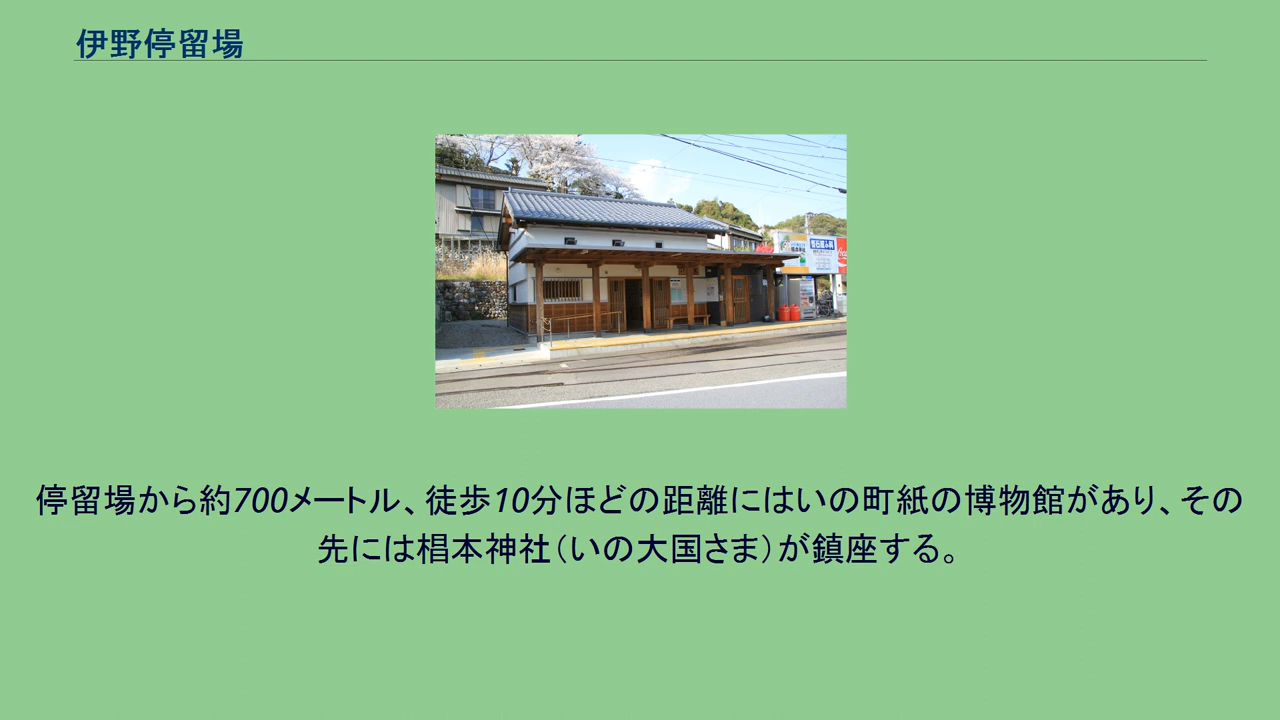 伊野停留場
停留場から約700メートル、徒歩10分ほどの距離にはいの町紙の博物館があり、その
先には椙本神社（いの大国さま）が鎮座する。